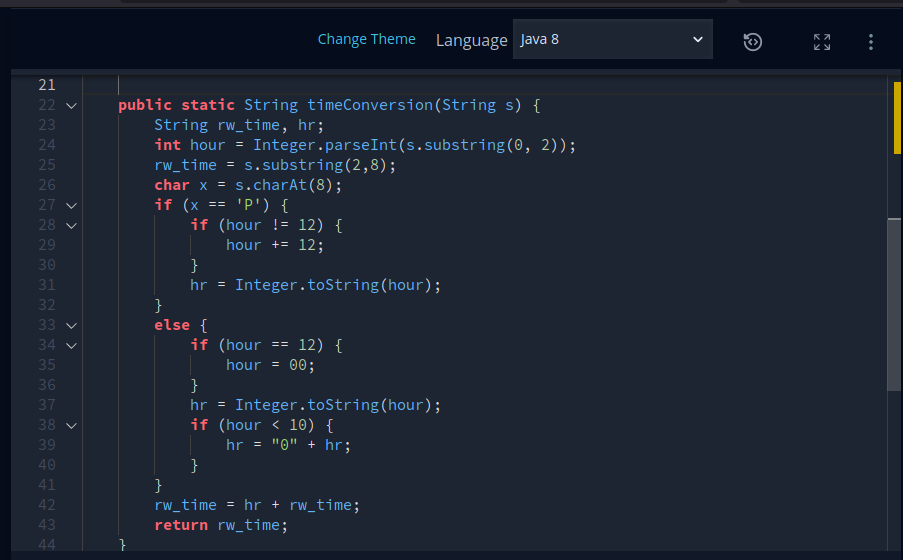 Change Theme Language Java 8
21
22 public static String timeConversion(String s) {
23 String rw_time, hr;
24 int hour = Integer.parseInt(s.substring(0, 2));
25 rw_time = s.substring(2,8);
26 char x = s.charAt(8);
27 if (x == 'P') {
28 if (hour != 12) {
29 hour += 12;
30 }
31 hr = Integer.toString(hour);
32 }
33 else {
34 if (hour == 12) {
35 hour = 00;
36 }
37 hr = Integer.toString(hour);
38 if (hour < 10) {
39 hr = "0" + hr;
40 }
41 }
42 rw_time = hr + rw_time;
43 return rw_time;
44 }